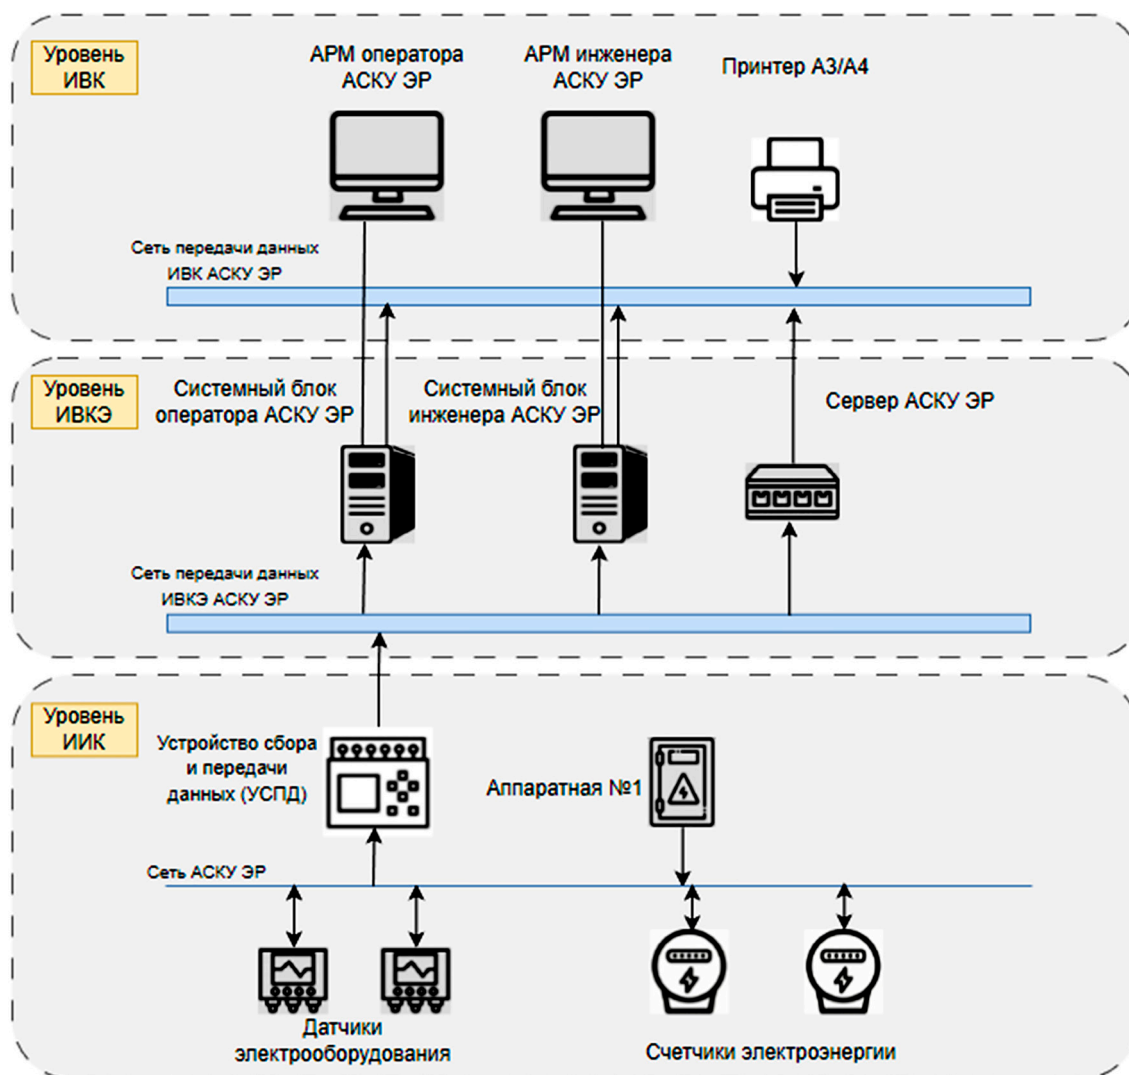 Уровень
ИВК
АРМ оператора
АСКУ ЭР
АРМ инженера
АСКУ ЭР
Принтер А3/А4
Сеть передачи данных
ИВК АСКУ ЭР
Уровень
ИВКЭ
Системный блок
оператора АСКУ ЭР
Системный блок
инженера АСКУ ЭР
Сервер АСКУ ЭР
Сеть передачи данных
ИВКЭ АСКУ ЭР
Уровень
ИИК
Устройство сбора
и передачи
данных (УСПД)
Аппаратная №1
Сеть АСКУ ЭР
Датчики
электрооборудования
Счетчики электроэнергии